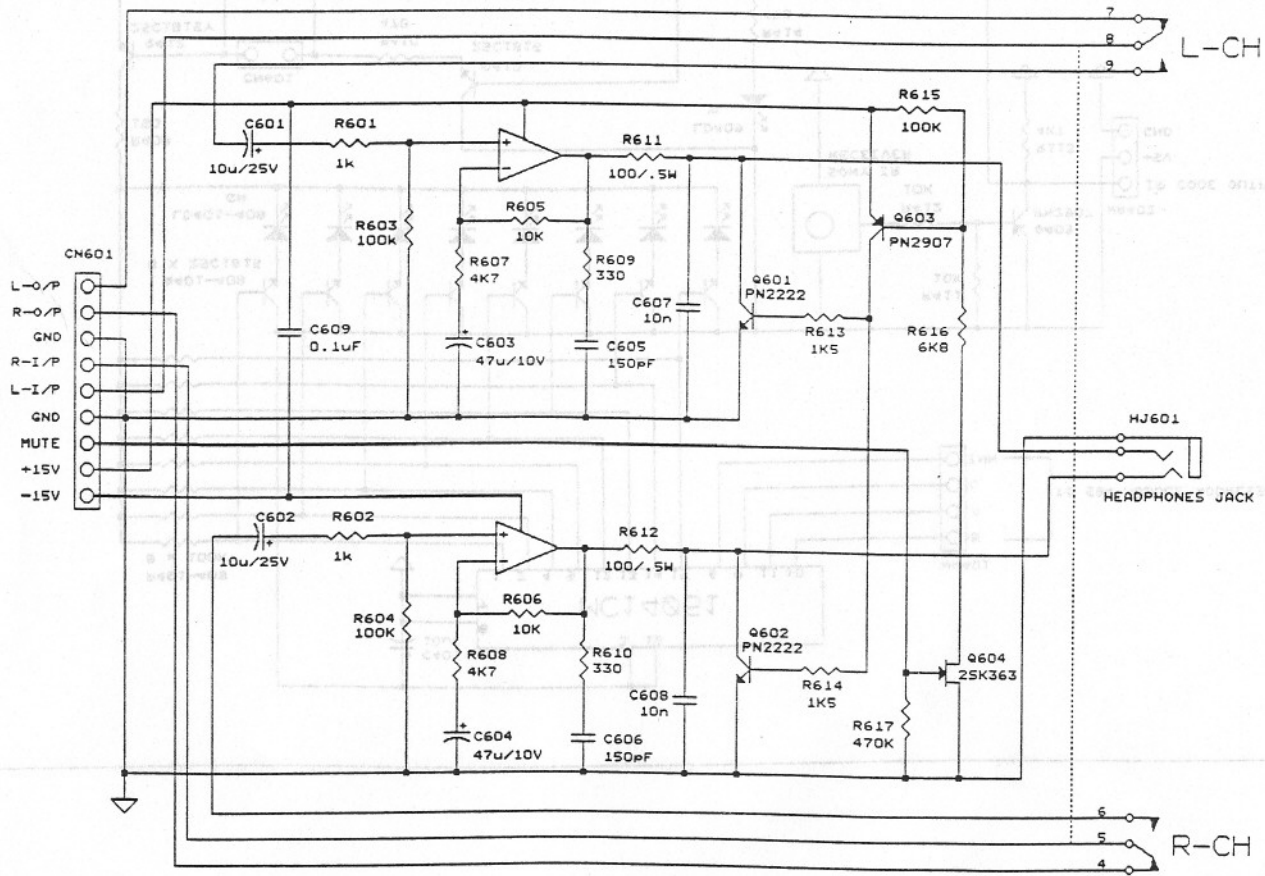 7
8
9
L-CH
C601
+
10u/25V
R601
1k
R603
100k
+
−
R605
10K
R607
4K7
+
C603
47u/10V
R609
330
C605
150pF
R611
100/.5W
C607
10n
Q601
PN2222
R613
1K5
Q603
PN2907
R615
100K
R616
6K8
C609
0.1uF
CN601
L-O/P
R-O/P
GND
R-I/P
L-I/P
GND
MUTE
+15V
-15V
HJ601
HEADPHONES JACK
C602
+
10u/25V
R602
1k
R604
100K
+
−
R606
10K
R608
4K7
+
C604
47u/10V
R610
330
C606
150pF
R612
100/.5W
C608
10n
Q602
PN2222
R614
1K5
R617
470K
Q604
2SK363
6
5
4
R-CH